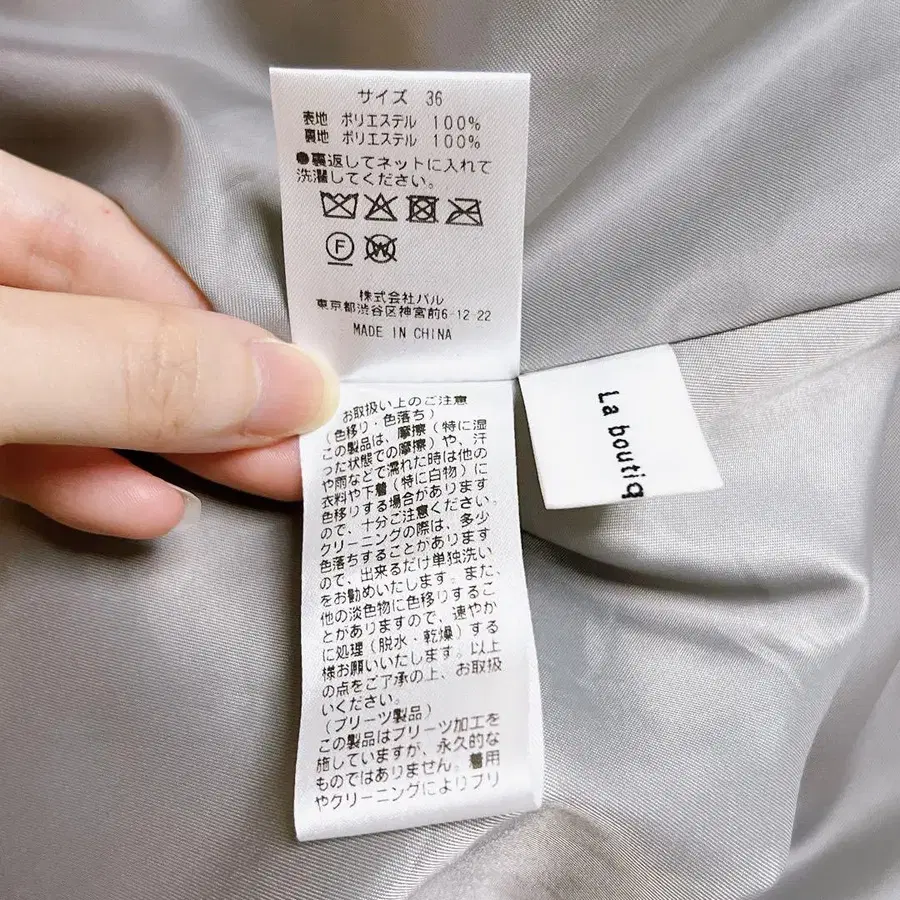 サイズ 36
表地 ポリエステル 100%
裏地 ポリエステル 100%
●裏返してネットに入れて
洗濯してください。
F
W
株式会社バル
東京都渋谷区神宮前6-12-22
MADE IN CHINA
お取扱い上のご注意
(色移り・色落ち)
この製品は、摩擦(特に湿
った状態での摩擦)や、汗
や雨などで濡れた時は他の
衣料や下着(特に白物)に
色移りする場合があります
ので、十分ご注意ください。
クリーニングの際は、多少
色落ちすることがあります
ので、出来るだけ単独洗い
をお勧めいたします。また、
他の淡色物に色移りするこ
とがありますので、速やか
に処理(脱水・乾燥)する
様お願いいたします。以上
の点をご了承の上、お取扱
いください。
(プリーツ製品)
この製品はプリーツ加工を
施していますが、永久的な
ものではありません。着用
やクリーニングによりプリ
La boutiq